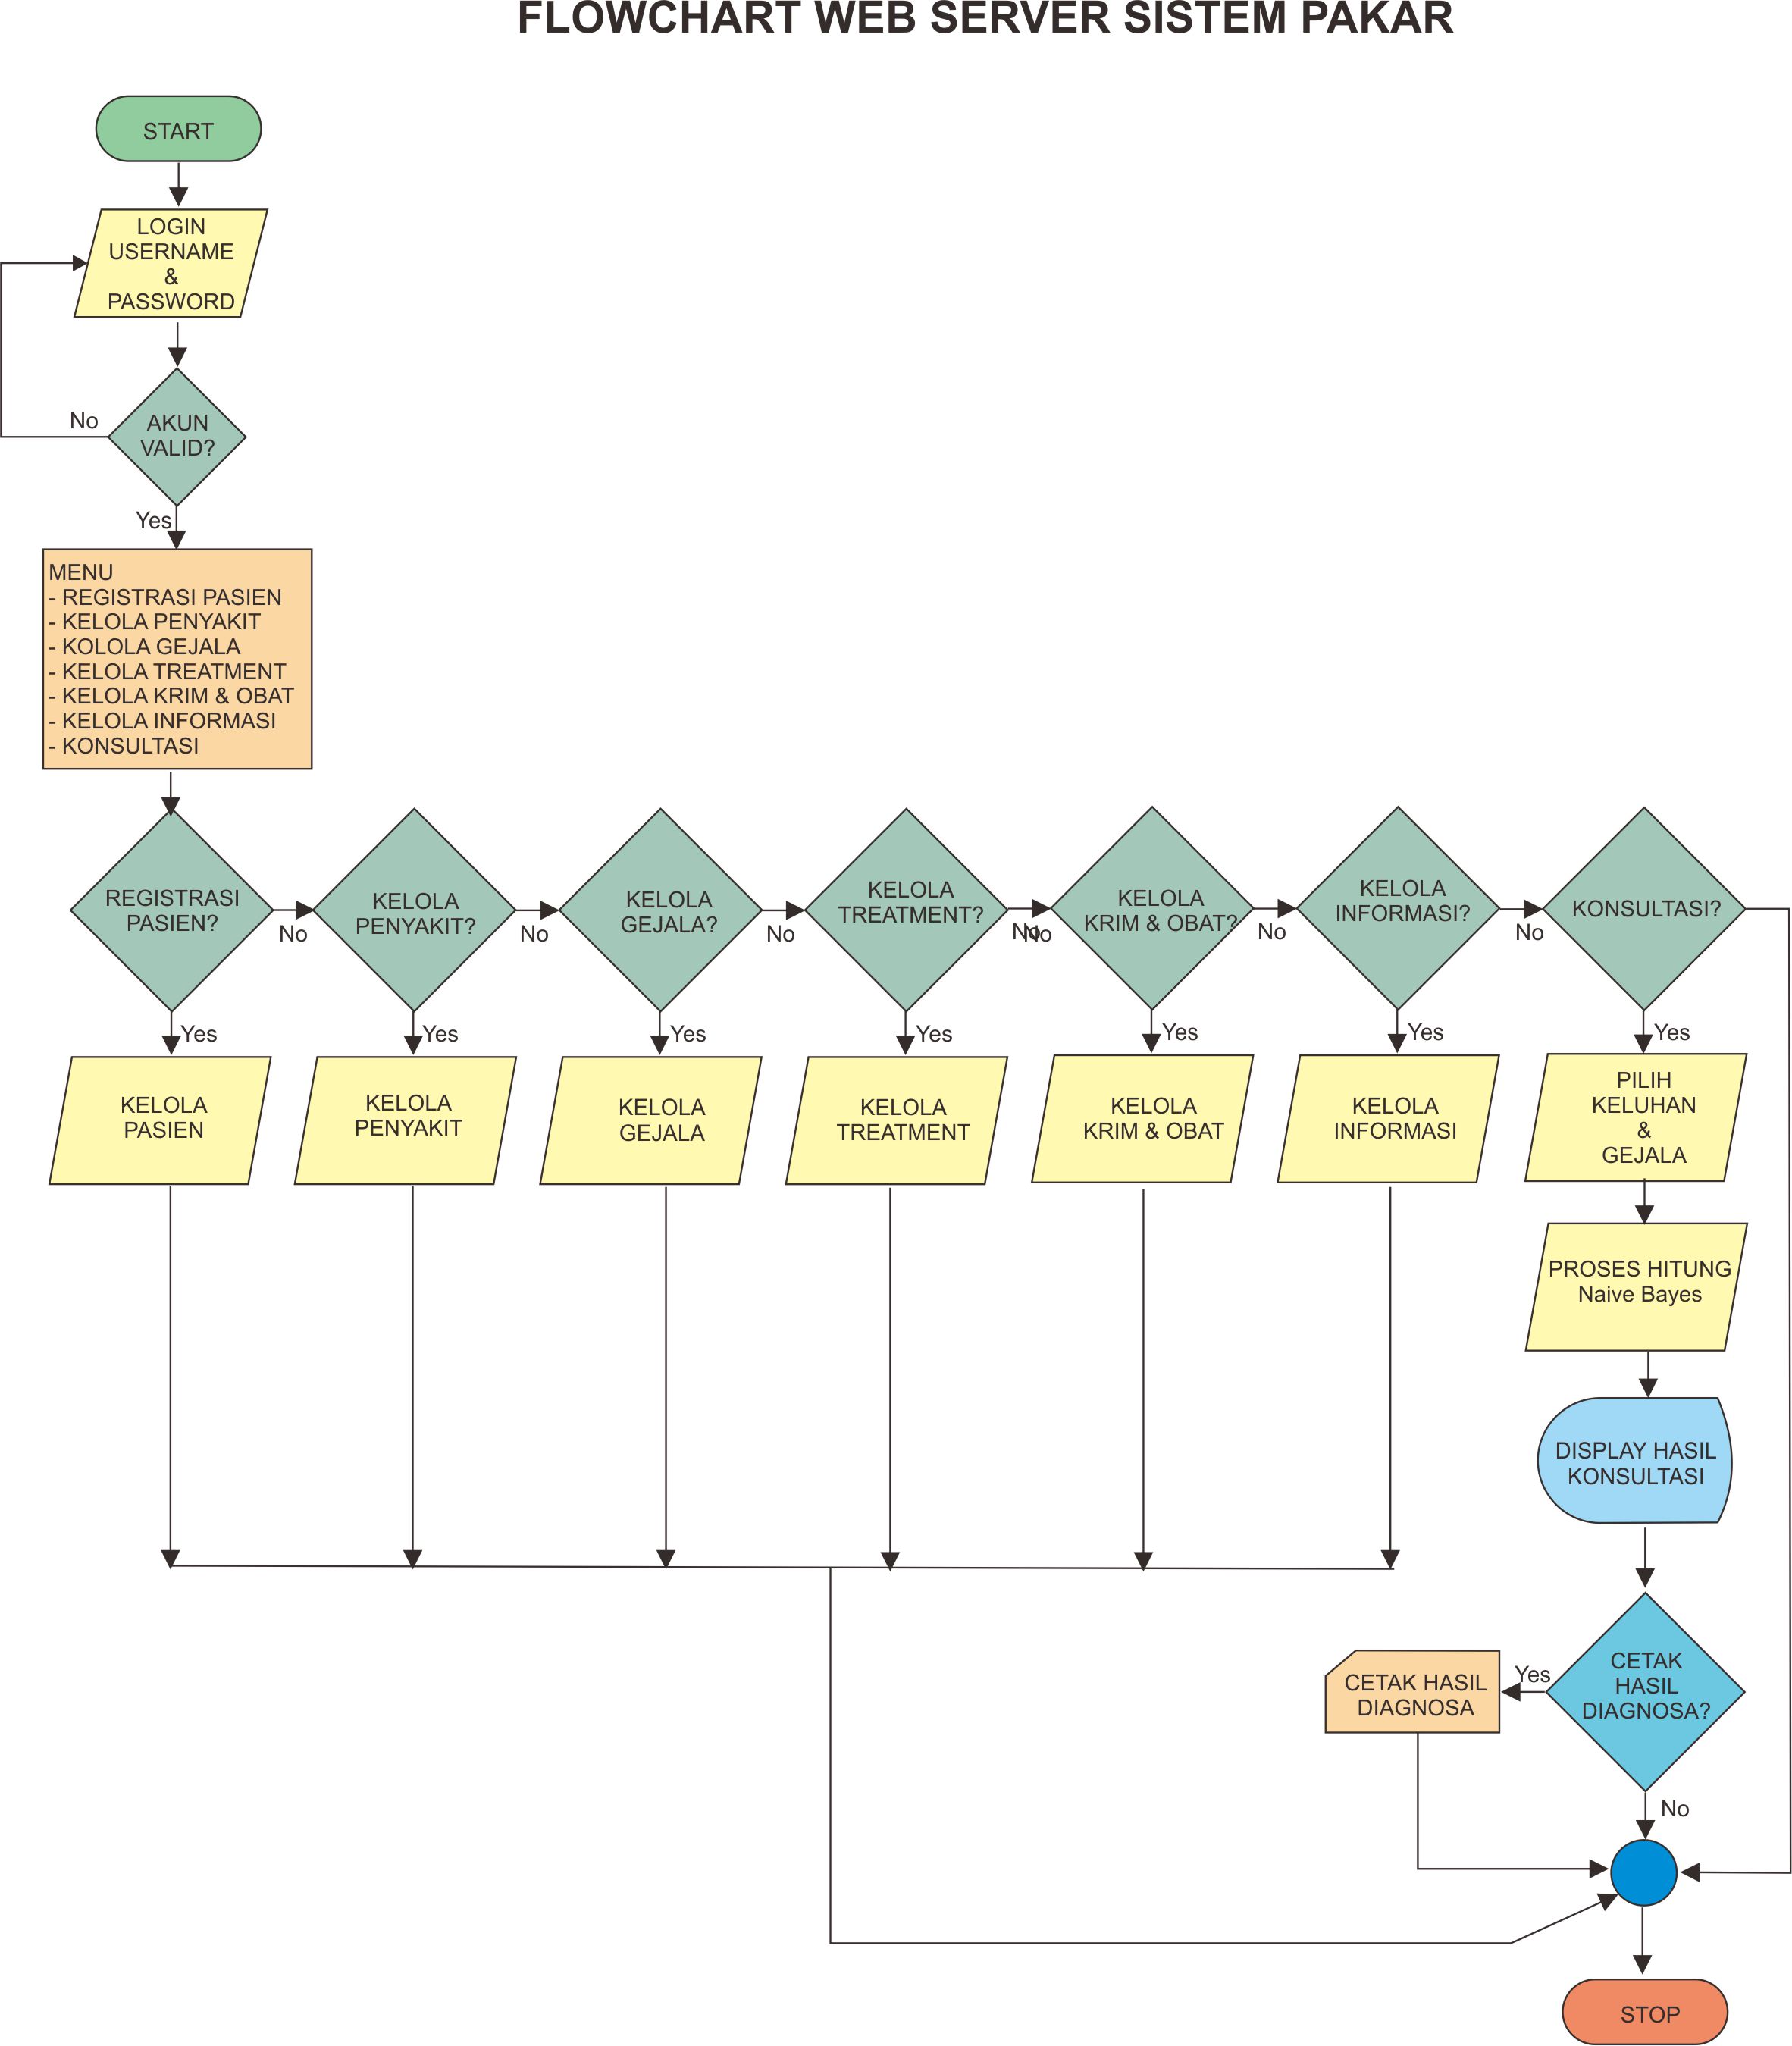 FLOWCHART WEB SERVER SISTEM PAKAR
START
LOGIN
USERNAME
&
PASSWORD
No
AKUN
VALID?
Yes
MENU
- REGISTRASI PASIEN
- KELOLA PENYAKIT
- KOLOLA GEJALA
- KELOLA TREATMENT
- KELOLA KRIM & OBAT
- KELOLA INFORMASI
- KONSULTASI
REGISTRASI
PASIEN?
No
KELOLA
PENYAKIT?
No
KELOLA
GEJALA?
No
KELOLA
TREATMENT?
No
No
KELOLA
KRIM & OBAT?
No
KELOLA
INFORMASI?
No
KONSULTASI?
Yes
Yes
Yes
Yes
Yes
Yes
Yes
KELOLA
PASIEN
KELOLA
PENYAKIT
KELOLA
GEJALA
KELOLA
TREATMENT
KELOLA
KRIM & OBAT
KELOLA
INFORMASI
PILIH
KELUHAN
&
GEJALA
PROSES HITUNG
Naive Bayes
DISPLAY HASIL
KONSULTASI
CETAK
HASIL
DIAGNOSA?
Yes
CETAK HASIL
DIAGNOSA
No
STOP